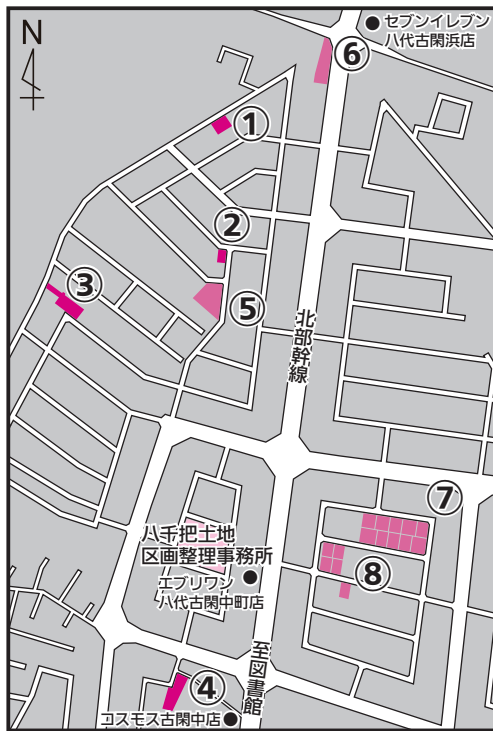 N
セブンイレブン
八代古閑浜店
⑥
①
②
③
⑤
北部幹線
⑦
八千把土地
区画整理事務所
⑧
エブリワン
八代古閑中町店
至図書館
④
コスモス古閑中店